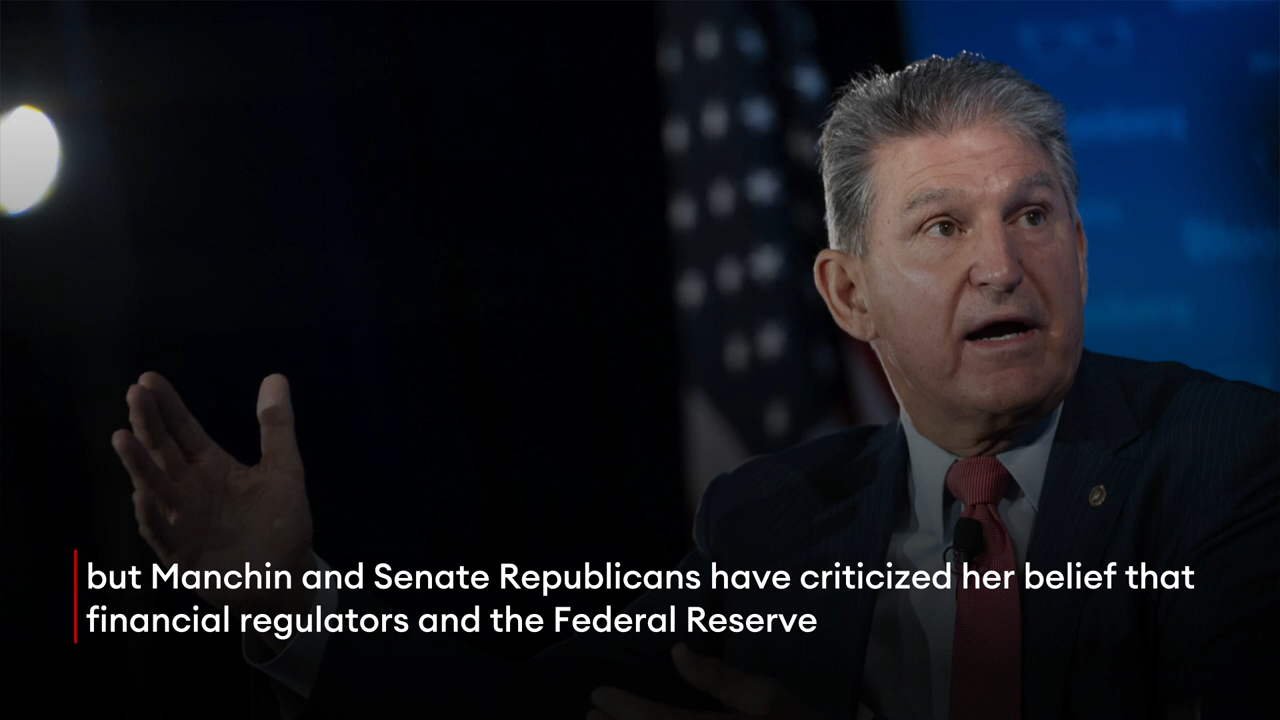 but Manchin and Senate Republicans have criticized her belief that
financial regulators and the Federal Reserve